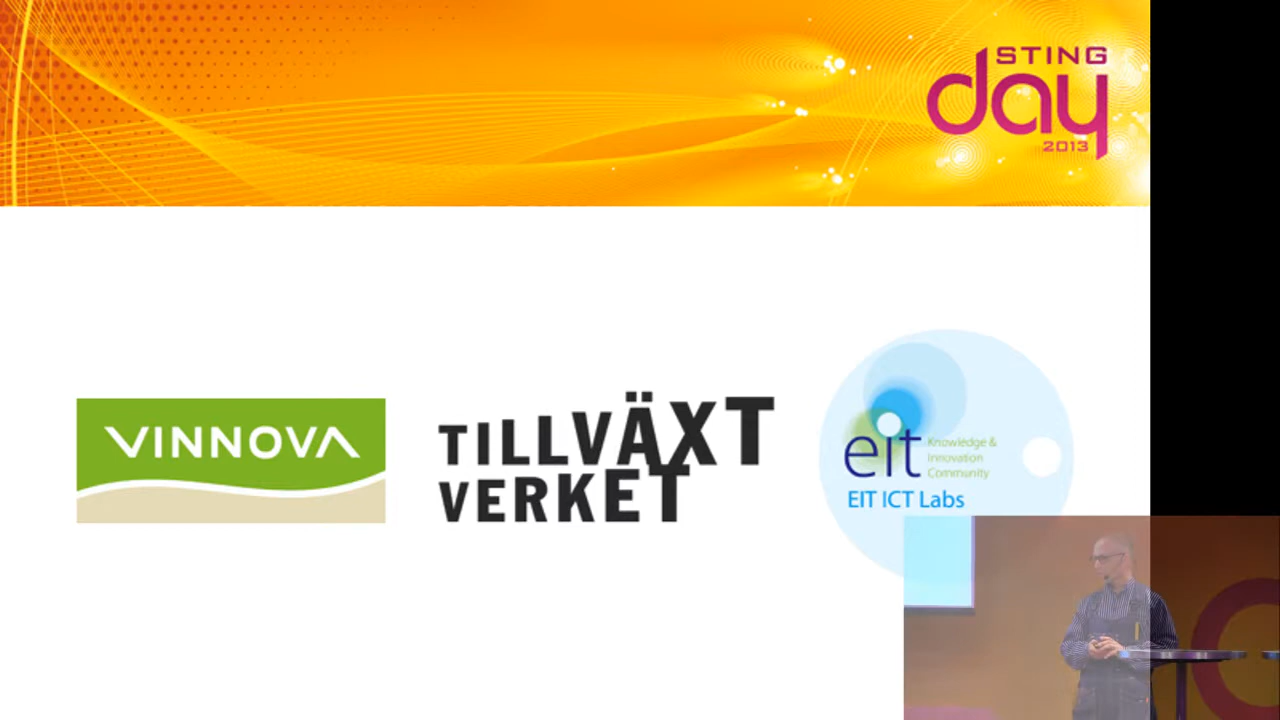 STING
day
2013
VINNOVA
TILLVÄXT
VERKET
eit
Knowledge &
Innovation
Community
EIT ICT Labs